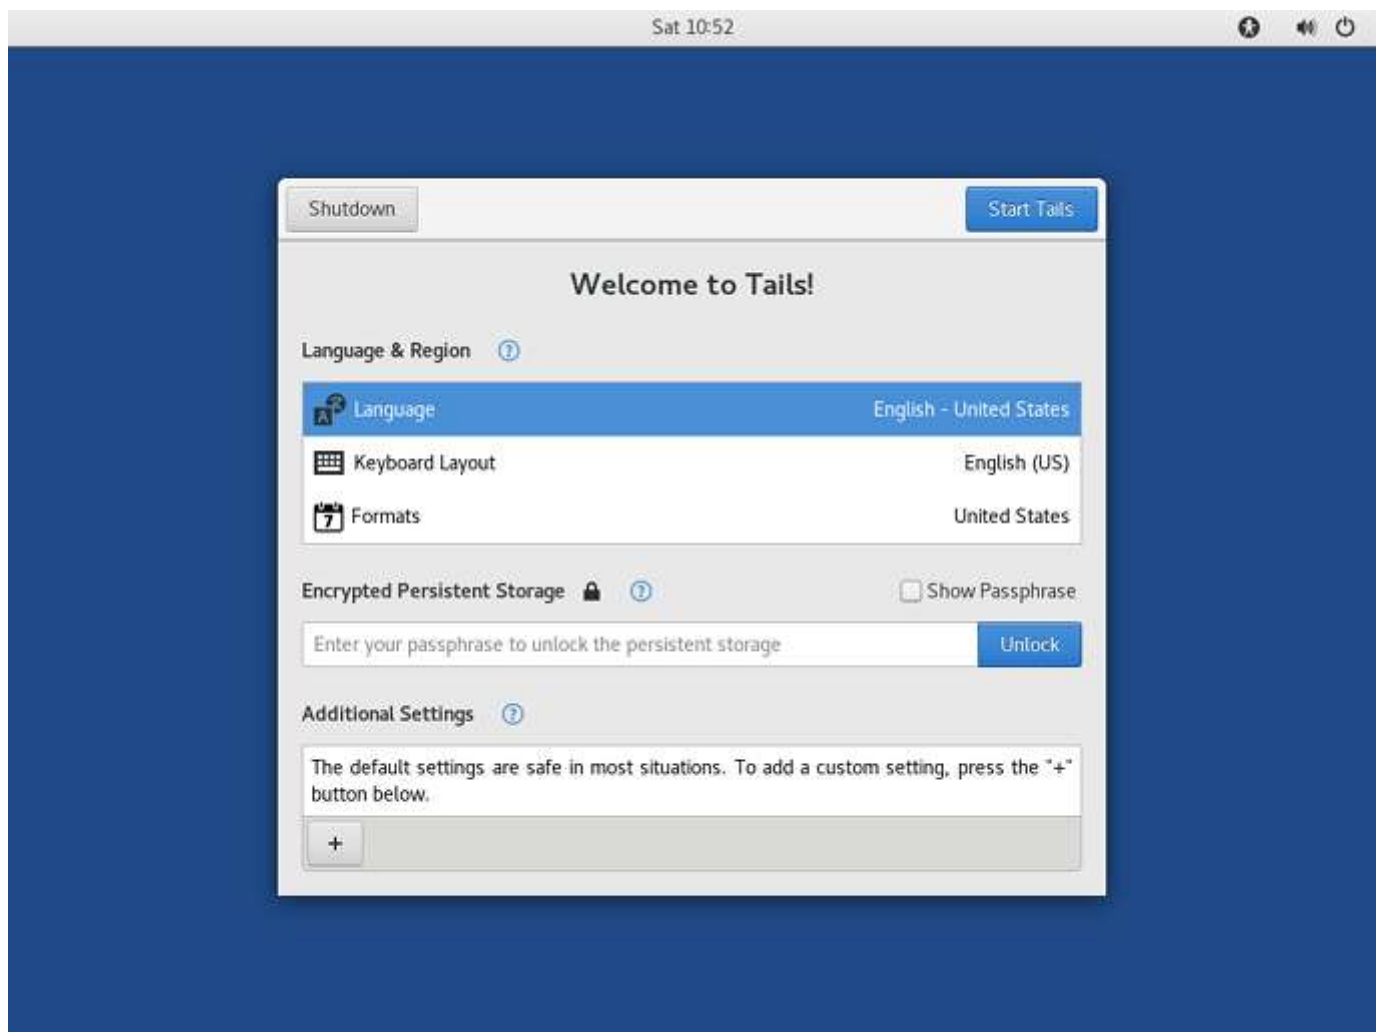 Sat 10:52
Shutdown
Start Tails
Welcome to Tails!
Language & Region
Language English - United States
Keyboard Layout English (US)
Formats United States
Encrypted Persistent Storage Show Passphrase
Enter your passphrase to unlock the persistent storage Unlock
Additional Settings
The default settings are safe in most situations. To add a custom setting, press the "+"
button below.
+